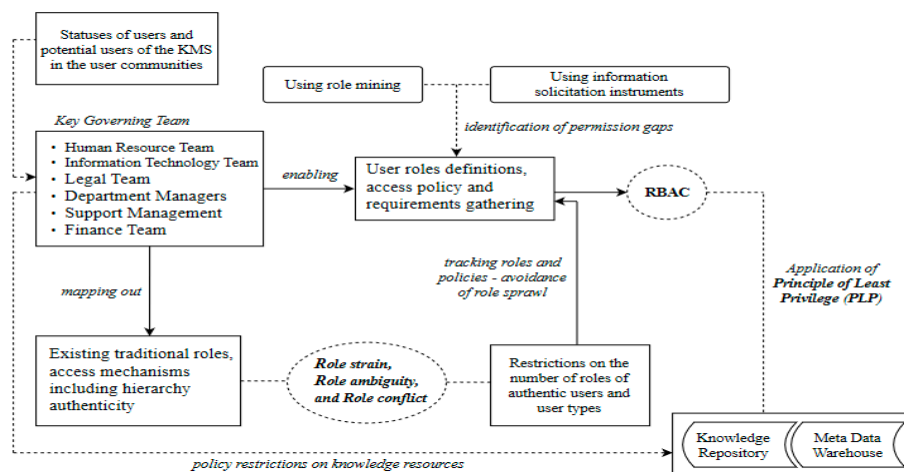 Statuses of users and
potential users of the KMS
in the user communities
Using role mining
Using information
solicitation instruments
Key Governing Team
identification of permission gaps
• Human Resource Team
• Information Technology Team
• Legal Team
• Department Managers
• Support Management
• Finance Team
enabling
User roles definitions,
access policy and
requirements gathering
RBAC
mapping out
tracking roles and
policies - avoidance
of role sprawl
Application of
Principle of Least
Privilege (PLP)
Existing traditional roles,
access mechanisms
including hierarchy
authenticity
Role strain,
Role ambiguity,
and Role conflict
Restrictions on the
number of roles of
authentic users and
user types
Knowledge
Repository
Meta Data
Warehouse
policy restrictions on knowledge resources